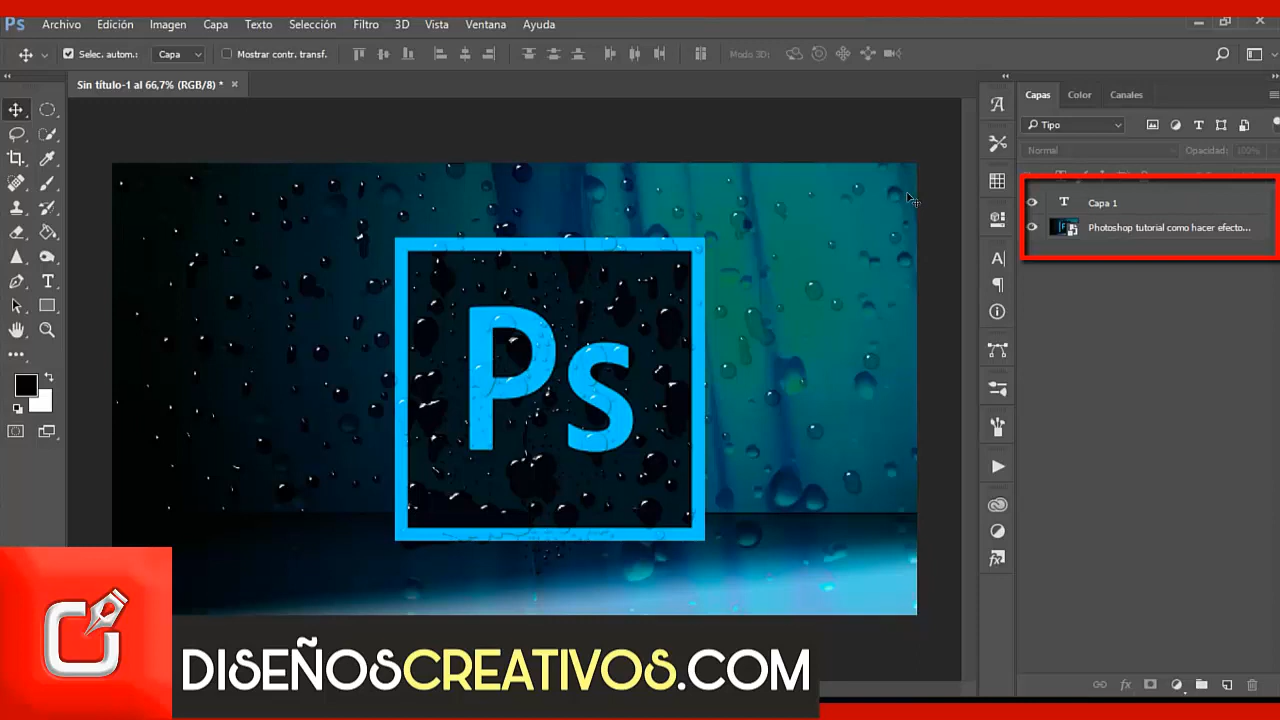 Ps Archivo Edición Imagen Capa Texto Selección Filtro 3D Vista Ventana Ayuda
Selec. autom.: Capa Mostrar contr. transf. Modo 3D:
Sin título-1 al 66,7% (RGB/8) *
Capas Color Canales
Tipo
Normal Opacidad: 100%
Capa 1
Photoshop tutorial como hacer efecto...
Ps
DISEÑOSCREATIVOS.COM